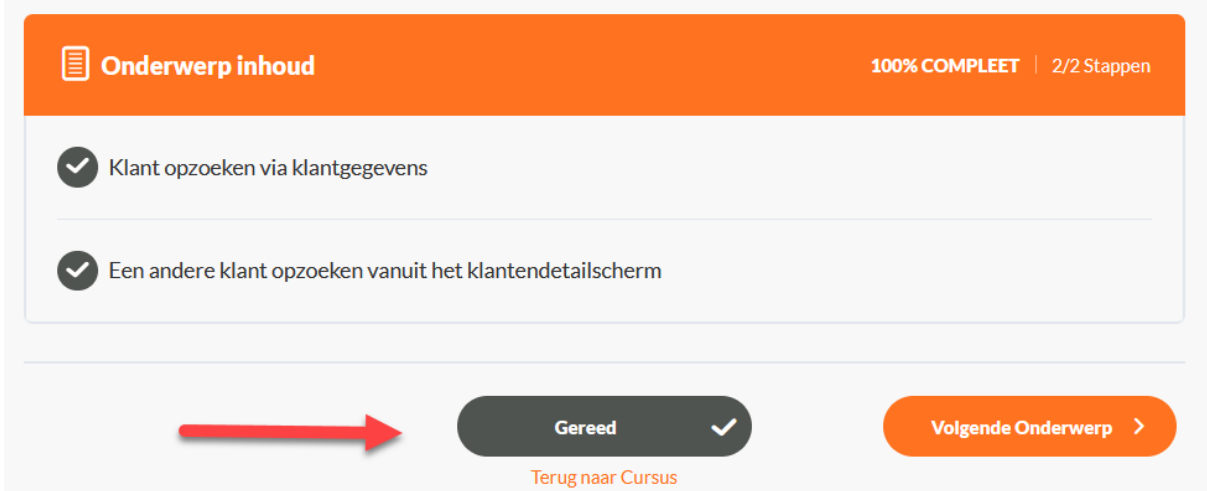 Onderwerp inhoud
100% COMPLEET | 2/2 Stappen
Klant opzoeken via klantgegevens
Een andere klant opzoeken vanuit het klantendetailscherm
Gereed
Volgende Onderwerp
Terug naar Cursus